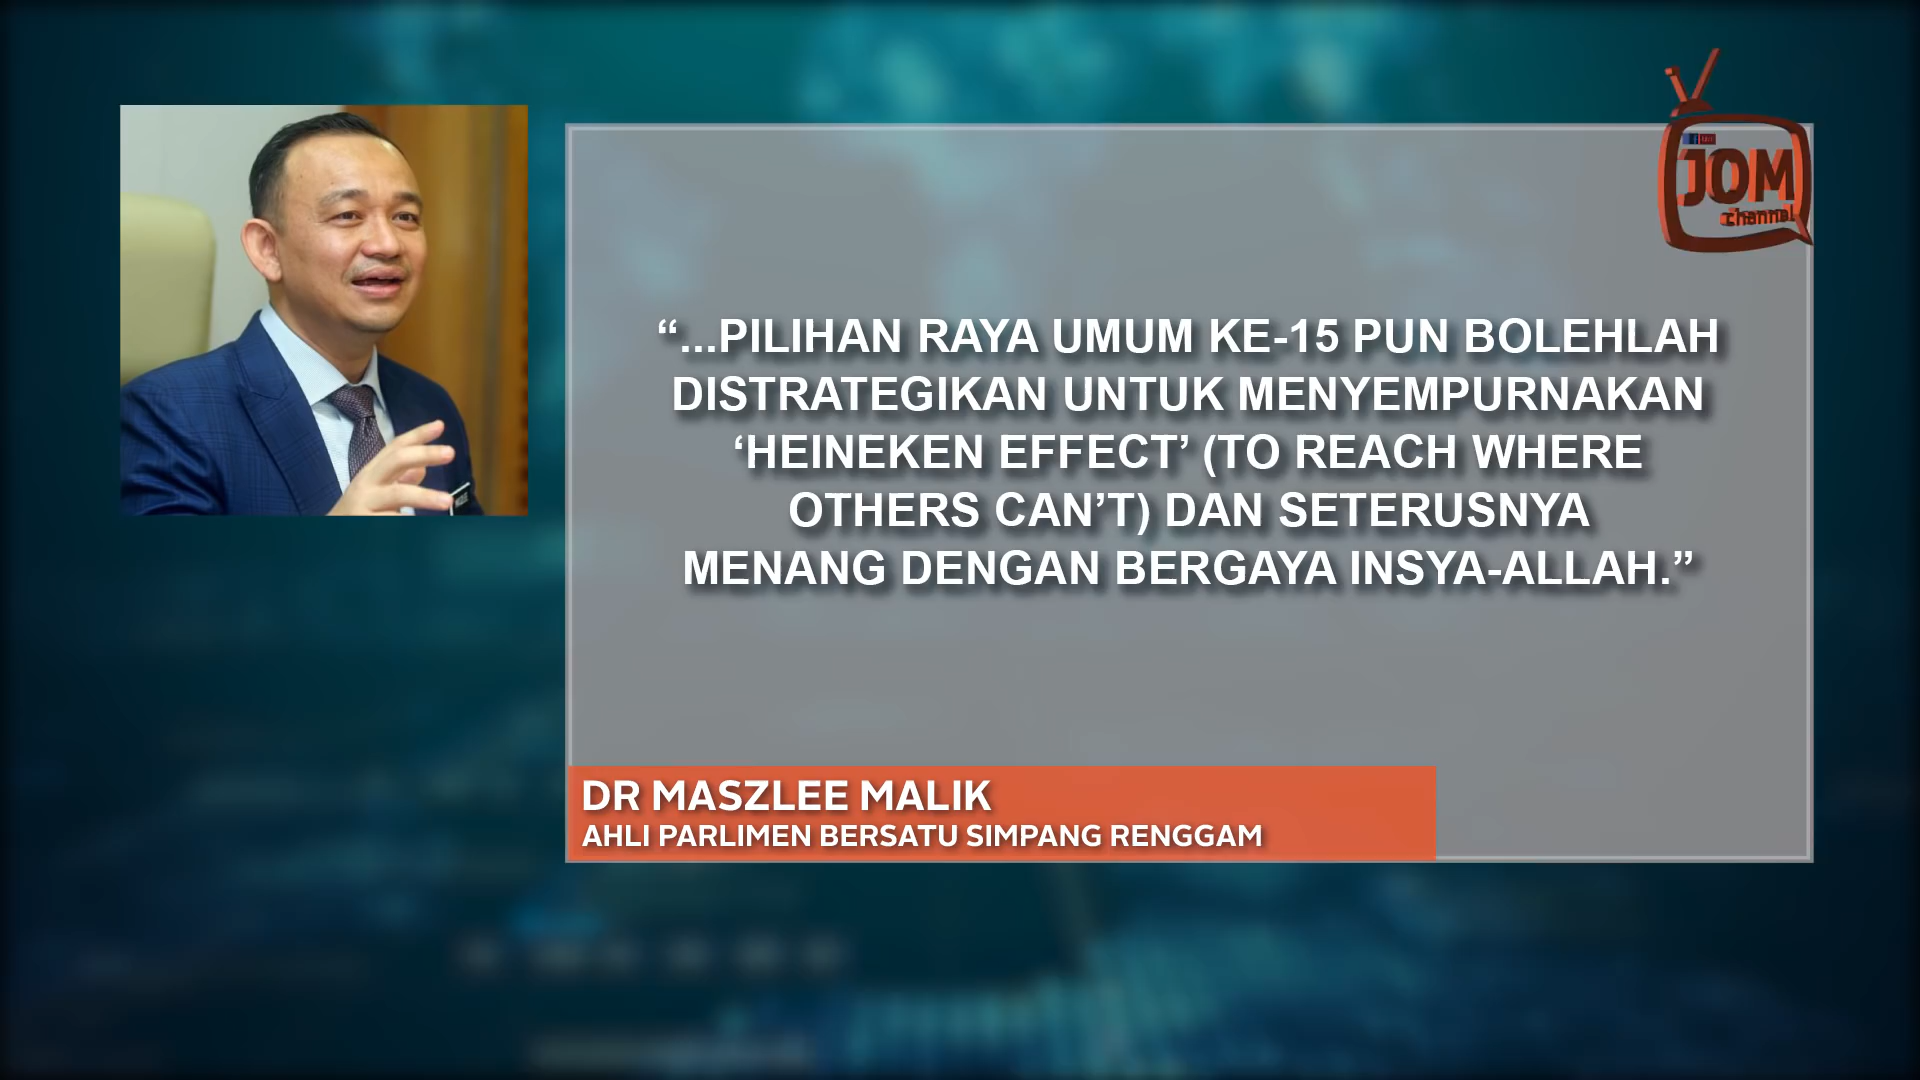 JOM
channel
“...PILIHAN RAYA UMUM KE-15 PUN BOLEHLAH
DISTRATEGIKAN UNTUK MENYEMPURNAKAN
‘HEINEKEN EFFECT’ (TO REACH WHERE
OTHERS CAN’T) DAN SETERUSNYA
MENANG DENGAN BERGAYA INSYA-ALLAH.”
DR MASZLEE MALIK
AHLI PARLIMEN BERSATU SIMPANG RENGGAM